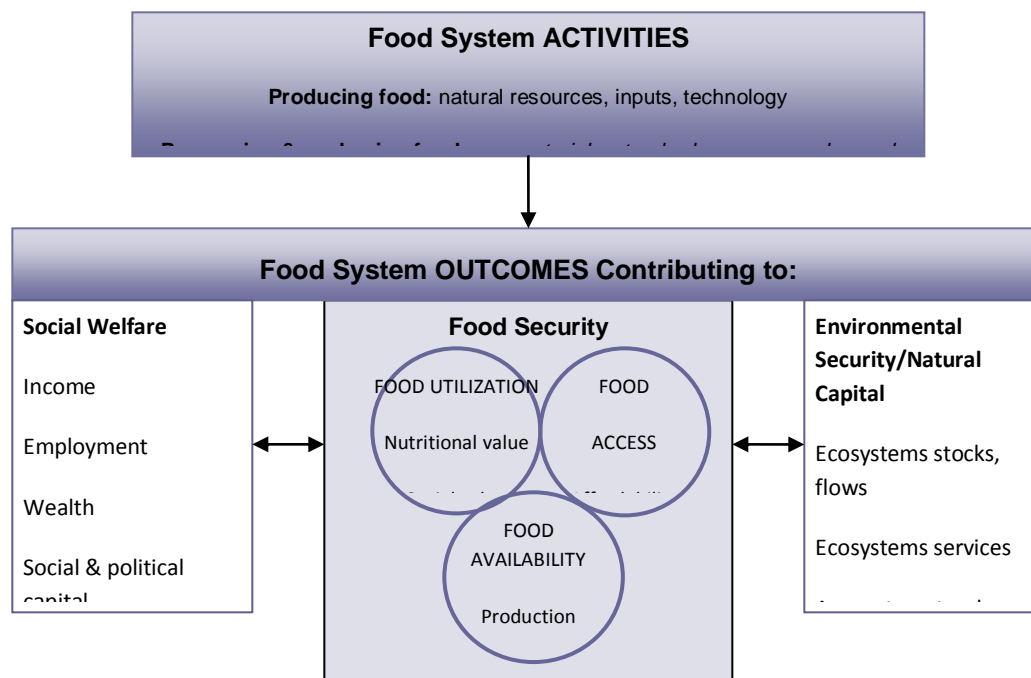 Food System ACTIVITIES
Producing food: natural resources, inputs, technology
Food System OUTCOMES Contributing to:
Social Welfare
Income
Employment
Wealth
Social & political
capital
Food Security
FOOD UTILIZATION
Nutritional value
FOOD
ACCESS
FOOD
AVAILABILITY
Production
Environmental
Security/Natural
Capital
Ecosystems stocks,
flows
Ecosystems services